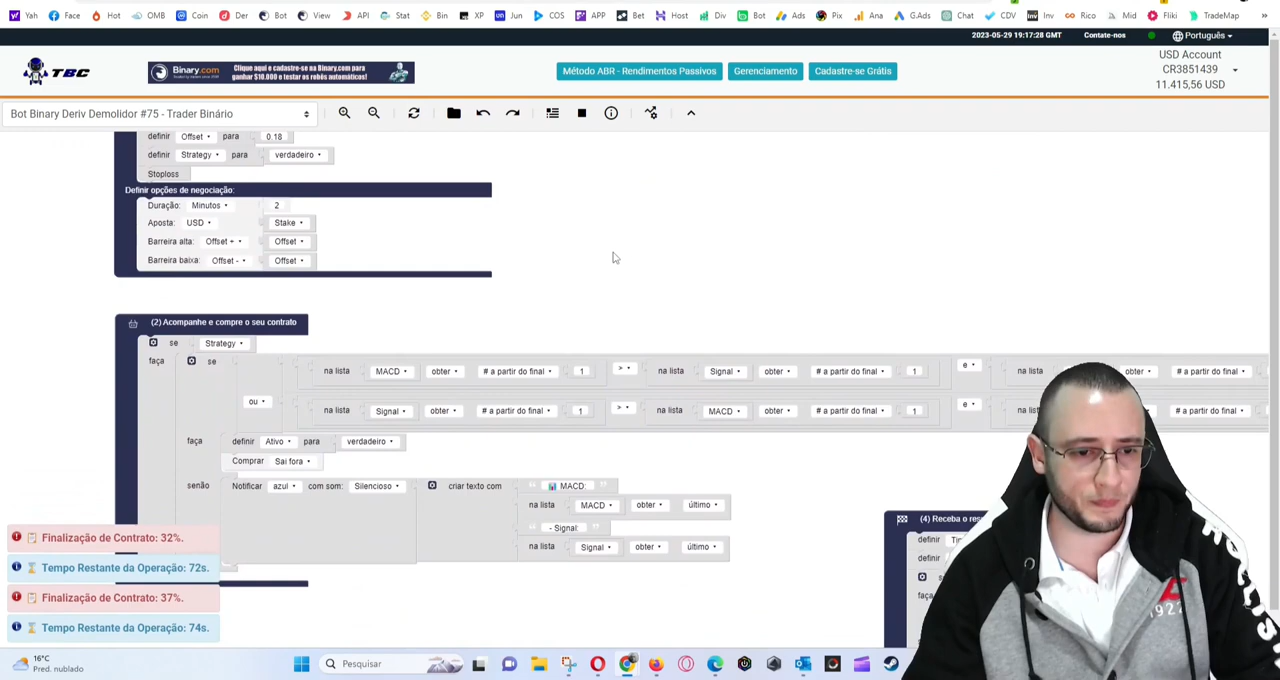 Yah Face Hot OMB Coin Der Bot View API Stat Bin XP Jun COS APP Bet Host Div Bot Ads Pix Ana G.Ads Chat CDV Inv Rico Mid Fliki TradeMap »
2023-05-29 19:17:28 GMT Contate-nos Português
TBC
Binary.com
Clique aqui e cadastre-se na Binary.com para ganhar $10.000 e testar os robôs automáticos!
Método ABR - Rendimentos Passivos Gerenciamento Cadastre-se Grátis
USD Account
CR3851439
11.415,56 USD
Bot Binary Deriv Demolidor #75 - Trader Binário
definir Offset para 0.18
definir Strategy para verdadeiro
Stoploss
Definir opções de negociação:
Duração: Minutos 2
Aposta: USD Stake
Barreira alta: Offset + Offset
Barreira baixa: Offset - Offset
(2) Acompanhe e compre o seu contrato
se Strategy
faça se
na lista MACD obter # a partir do final 1 > na lista Signal obter # a partir do final 1 e na lista obter # a partir do final
ou
na lista Signal obter # a partir do final 1 > na lista MACD obter # a partir do final 1 e # a partir do final
faça definir Ativo para verdadeiro
Comprar Sai fora
senão Notificar azul com som: Silencioso criar texto com “ MACD: ”
na lista MACD obter último
“ - Signal: ”
na lista Signal obter último
(4) Receba o
definir
definir
se
faça
Finalização de Contrato: 32%.
Tempo Restante da Operação: 72s.
Finalização de Contrato: 37%.
Tempo Restante da Operação: 74s.
1922
16°C
Pred. nublado
Pesquisar